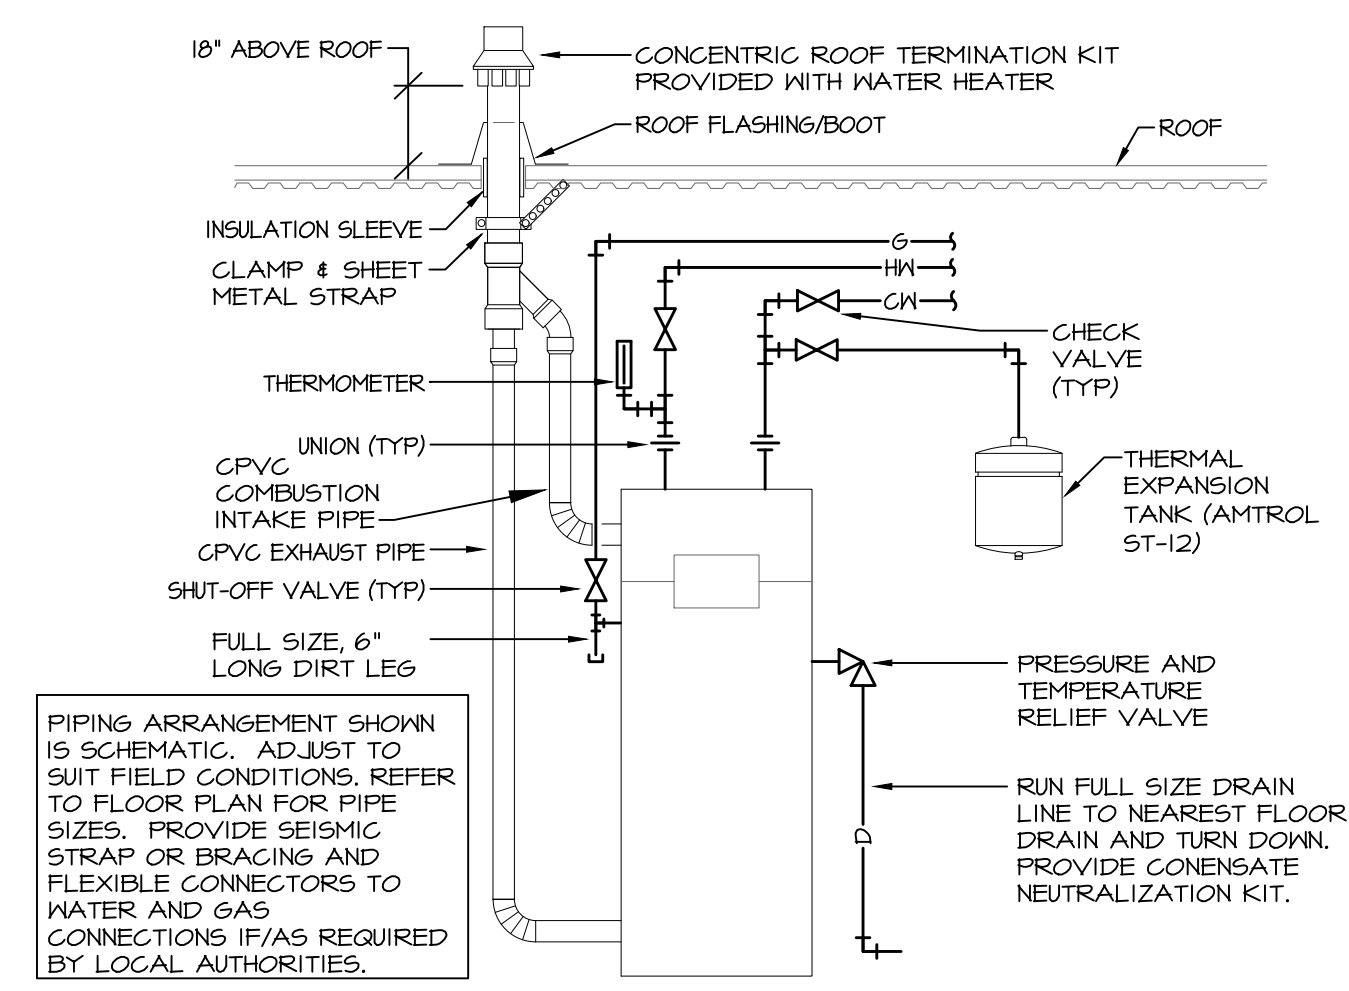 18" ABOVE ROOF
CONCENTRIC ROOF TERMINATION KIT
PROVIDED WITH WATER HEATER
ROOF FLASHING/BOOT
ROOF
INSULATION SLEEVE
CLAMP & SHEET
METAL STRAP
G
HW
CW
CHECK
VALVE
(TYP)
THERMOMETER
UNION (TYP)
CPVC
COMBUSTION
INTAKE PIPE
THERMAL
EXPANSION
TANK (AMTROL
ST-12)
CPVC EXHAUST PIPE
SHUT-OFF VALVE (TYP)
FULL SIZE, 6"
LONG DIRT LEG
PRESSURE AND
TEMPERATURE
RELIEF VALVE
PIPING ARRANGEMENT SHOWN
IS SCHEMATIC. ADJUST TO
SUIT FIELD CONDITIONS. REFER
TO FLOOR PLAN FOR PIPE
SIZES. PROVIDE SEISMIC
STRAP OR BRACING AND
FLEXIBLE CONNECTORS TO
WATER AND GAS
CONNECTIONS IF/AS REQUIRED
BY LOCAL AUTHORITIES.
D
RUN FULL SIZE DRAIN
LINE TO NEAREST FLOOR
DRAIN AND TURN DOWN.
PROVIDE CONENSATE
NEUTRALIZATION KIT.